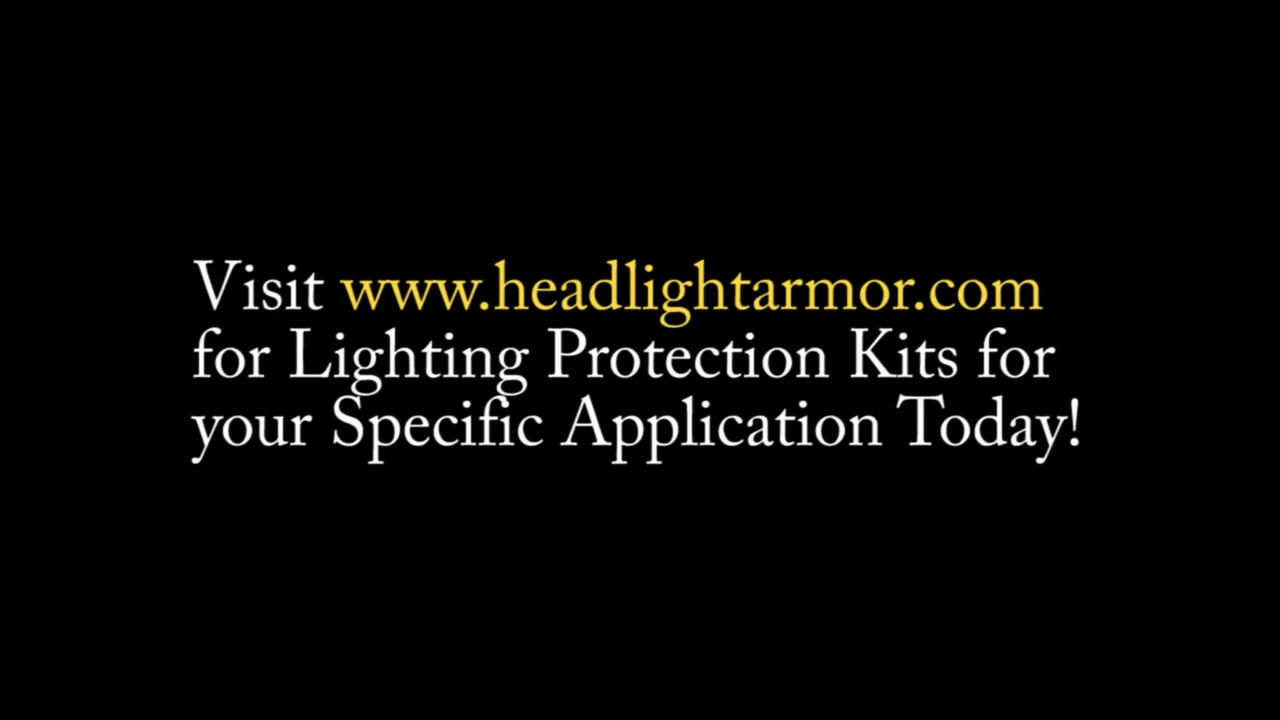 Visit www.headlightarmor.com
for Lighting Protection Kits for
your Specific Application Today!